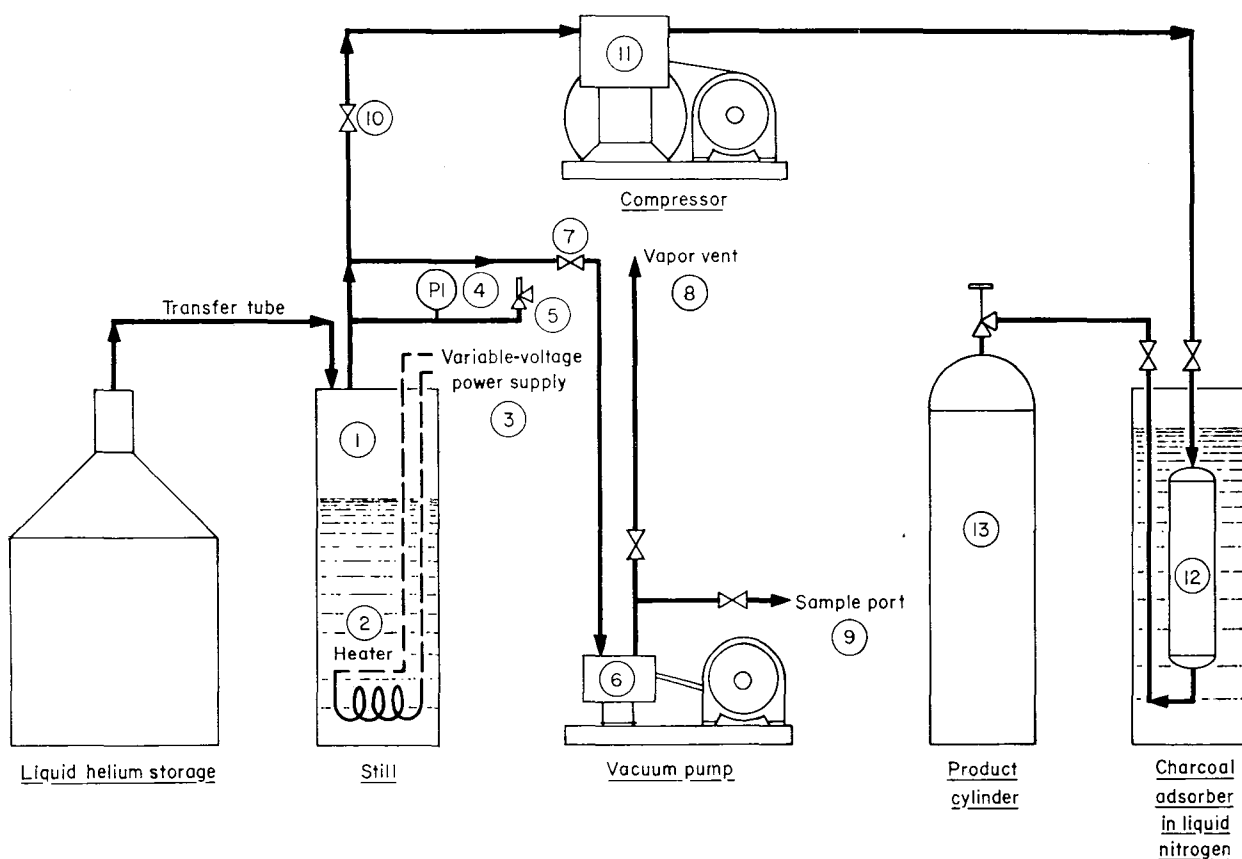 11
10
Compressor
7
Vapor vent
8
PI
4
5
Transfer tube
Variable-voltage
power supply
3
1
2
Heater
13
12
Sample port
9
6
Liquid helium storage
Still
Vacuum pump
Product
cylinder
Charcoal
adsorber
in liquid
nitrogen